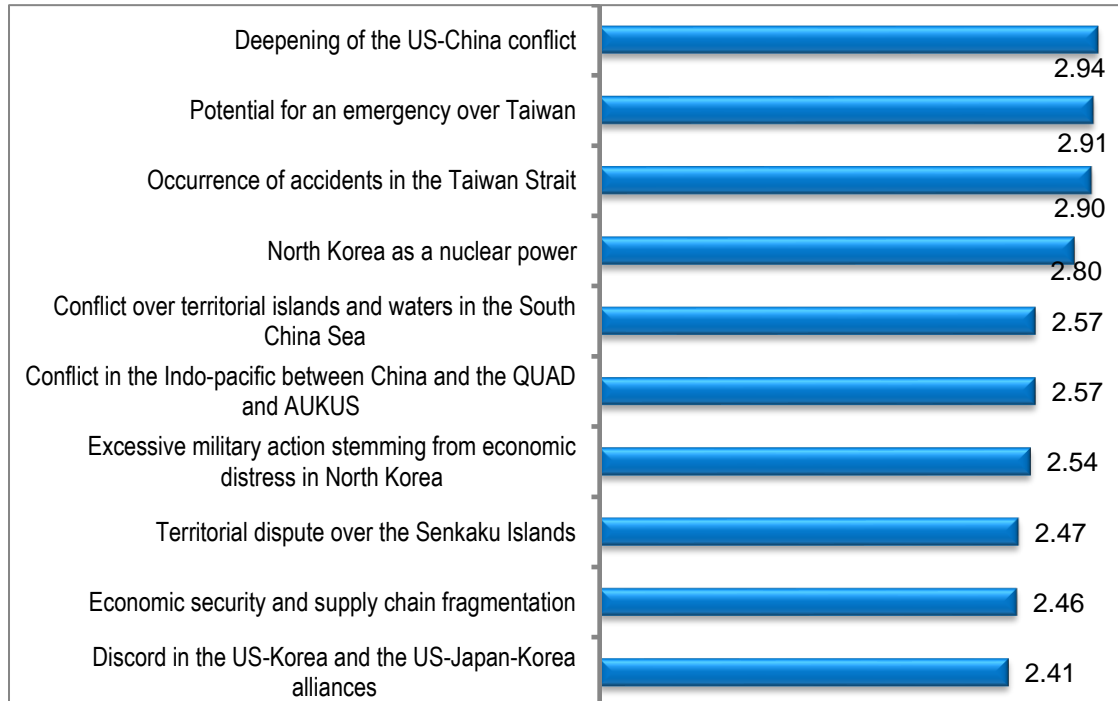 Deepening of the US-China conflict
2.94
Potential for an emergency over Taiwan
2.91
Occurrence of accidents in the Taiwan Strait
2.90
North Korea as a nuclear power
2.80
Conflict over territorial islands and waters in the South
China Sea
2.57
Conflict in the Indo-pacific between China and the QUAD
and AUKUS
2.57
Excessive military action stemming from economic
distress in North Korea
2.54
Territorial dispute over the Senkaku Islands
2.47
Economic security and supply chain fragmentation
2.46
Discord in the US-Korea and the US-Japan-Korea
alliances
2.41